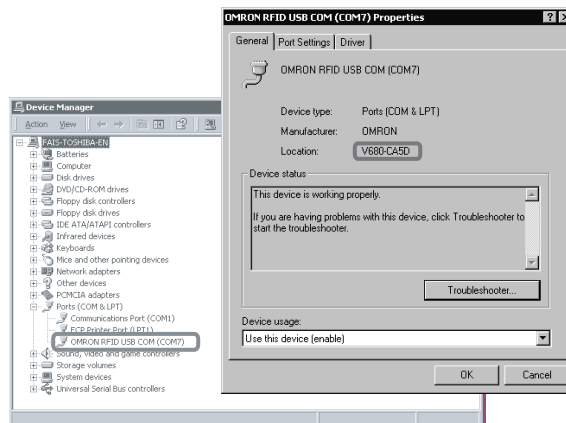 OMRON RFID USB COM (COM7) Properties
General Port Settings Driver
OMRON RFID USB COM (COM7)
Device type: Ports (COM & LPT)
Manufacturer: OMRON
Location: V680-CA5D
Device status
This device is working properly.
If you are having problems with this device, click Troubleshooter to
start the troubleshooter.
Troubleshooter...
Device usage:
Use this device (enable)
OK Cancel
Device Manager
Action View
FAIS-TOSHIBA-EN
Batteries
Computer
Disk drives
DVD/CD-ROM drives
Floppy disk controllers
Floppy disk drives
IDE ATA/ATAPI controllers
Infrared devices
Keyboards
Mice and other pointing devices
Network adapters
Other devices
PCMCIA adapters
Ports (COM & LPT)
Communications Port (COM1)
ECP Printer Port (LPT1)
OMRON RFID USB COM (COM7)
Sound, video and game controllers
Storage volumes
System devices
Universal Serial Bus controllers